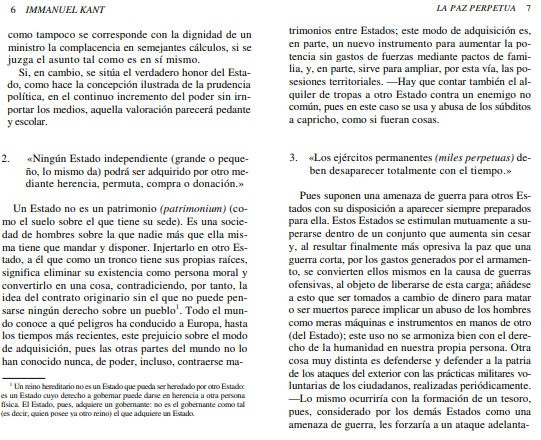 6 IMMANUEL KANT
como tampoco se corresponde con la dignidad de un
ministro la complacencia en semejantes cálculos, si se
juzga el asunto tal como es en sí mismo.
Si, en cambio, se sitúa el verdadero honor del Esta-
do, como hace la concepción ilustrada de la prudencia
política, en el continuo incremento del poder sin irn-
portar los medios, aquella valoración parecerá pedante
y escolar.
2. «Ningún Estado independiente (grande o peque-
ño, lo mismo da) podrá ser adquirido por otro me-
diante herencia, permuta, compra o donación.»
Un Estado no es un patrimonio (patrimonium) (co-
mo el suelo sobre el que tiene su sede). Es una socie-
dad de hombres sobre la que nadie más que ella mis-
ma tiene que mandar y disponer. Injertarlo en otro Es-
tado, a él que como un tronco tiene sus propias raíces,
significa eliminar su existencia como persona moral y
convertirlo en una cosa, contradiciendo, por tanto, la
idea del contrato originario sin el que no puede pen-
sarse ningún derecho sobre un pueblo¹. Todo el mun-
do conoce a qué peligros ha conducido a Europa, hasta
los tiempos más recientes, este prejuicio sobre el modo
de adquisición, pues las otras partes del mundo no lo
han conocido nunca, de poder, incluso, contraerse ma-
¹ Un reino hereditario no es un Estado que pueda ser heredado por otro Estado:
es un Estado cuyo derecho a gobernar puede darse en herencia a otra persona
física. El Estado, pues, adquiere un gobernante: no es el gobernante como tal
(es decir, quien posee ya otro reino) el que adquiere un Estado.
LA PAZ PERPETUA 7
trimonios entre Estados; este modo de adquisición es,
en parte, un nuevo instrumento para aumentar la po-
tencia sin gastos de fuerzas mediante pactos de fami-
lia, y, en parte, sirve para ampliar, por esta vía, las po-
sesiones territoriales. —Hay que contar también el al-
quiler de tropas a otro Estado contra un enemigo no
común, pues en este caso se usa y abusa de los súbditos
a capricho, como si fueran cosas.
3. «Los ejércitos permanentes (miles perpetuas) de-
ben desaparecer totalmente con el tiempo.»
Pues suponen una amenaza de guerra para otros Es-
tados con su disposición a aparecer siempre preparados
para ella. Estos Estados se estimulan mutuamente a su-
perarse dentro de un conjunto que aumenta sin cesar
y, al resultar finalmente más opresiva la paz que una
guerra corta, por los gastos generados por el armamen-
to, se convierten ellos mismos en la causa de guerras
ofensivas, al objeto de liberarse de esta carga; añádese
a esto que ser tomados a cambio de dinero para matar
o ser muertos parece implicar un abuso de los hombres
como meras máquinas e instrumentos en manos de otro
(del Estado); este uso no se armoniza bien con el dere-
cho de la humanidad en nuestra propia persona. Otra
cosa muy distinta es defenderse y defender a la patria
de los ataques del exterior con las prácticas militares vo-
luntarias de los ciudadanos, realizadas periódicamente.
—Lo mismo ocurriría con la formación de un tesoro,
pues, considerado por los demás Estados como una
amenaza de guerra, les forzaría a un ataque adelanta-